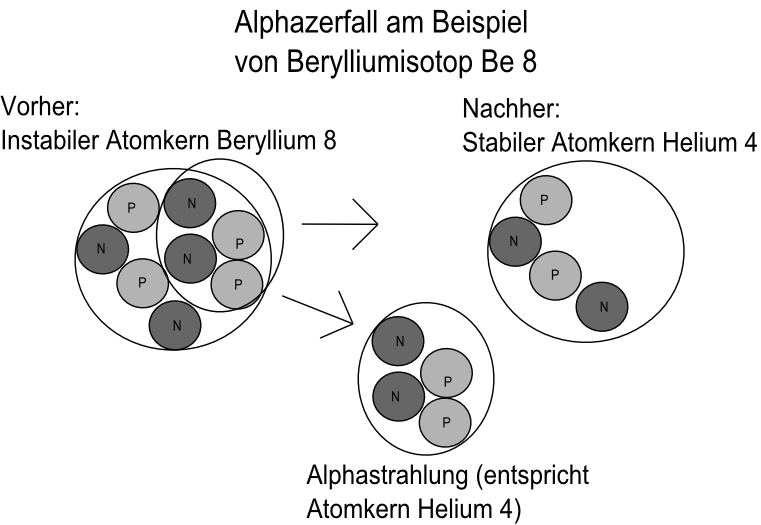 Alphazerfall am Beispiel
von Berylliumisotop Be 8
Vorher:
Instabiler Atomkern Beryllium 8
Nachher:
Stabiler Atomkern Helium 4
P
N
N
P
N
P
P
N
P
N
P
N
N
P
N
P
Alphastrahlung (entspricht
Atomkern Helium 4)